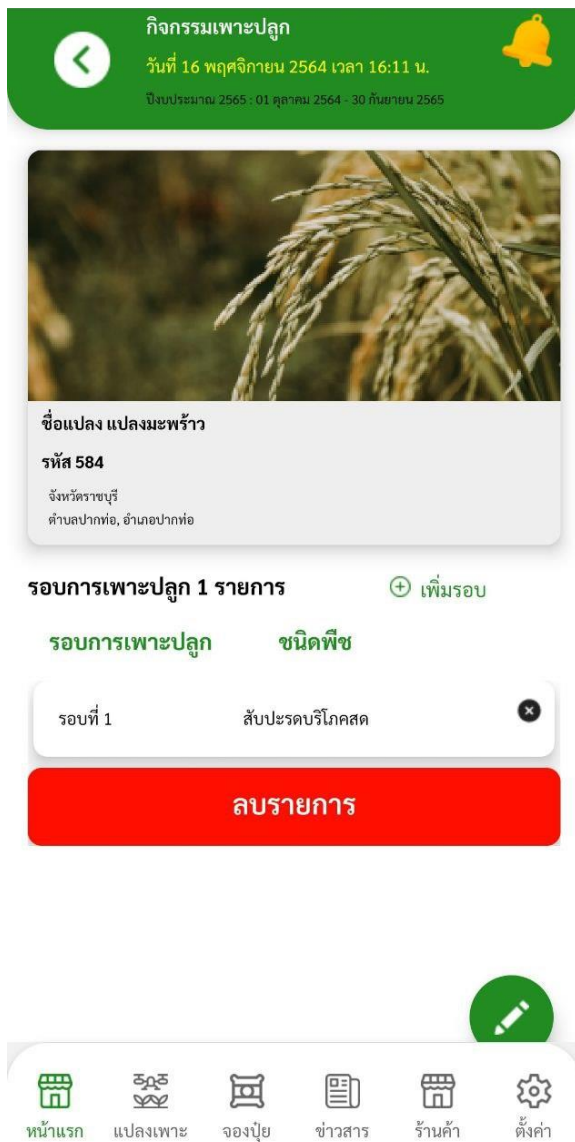 กิจกรรมเพาะปลูก
วันที่ 16 พฤศจิกายน 2564 เวลา 16:11 น.
ปีงบประมาณ 2565 : 01 ตุลาคม 2564 - 30 กันยายน 2565
ชื่อแปลง แปลงมะพร้าว
รหัส 584
จังหวัดราชบุรี
ตำบลปากท่อ, อำเภอปากท่อ
รอบการเพาะปลูก 1 รายการ เพิ่มรอบ
รอบการเพาะปลูก ชนิดพืช
รอบที่ 1 สับปะรดบริโภคสด
ลบรายการ
หน้าแรก แปลงเพาะ จองปุ๋ย ข่าวสาร ร้านค้า ตั้งค่า